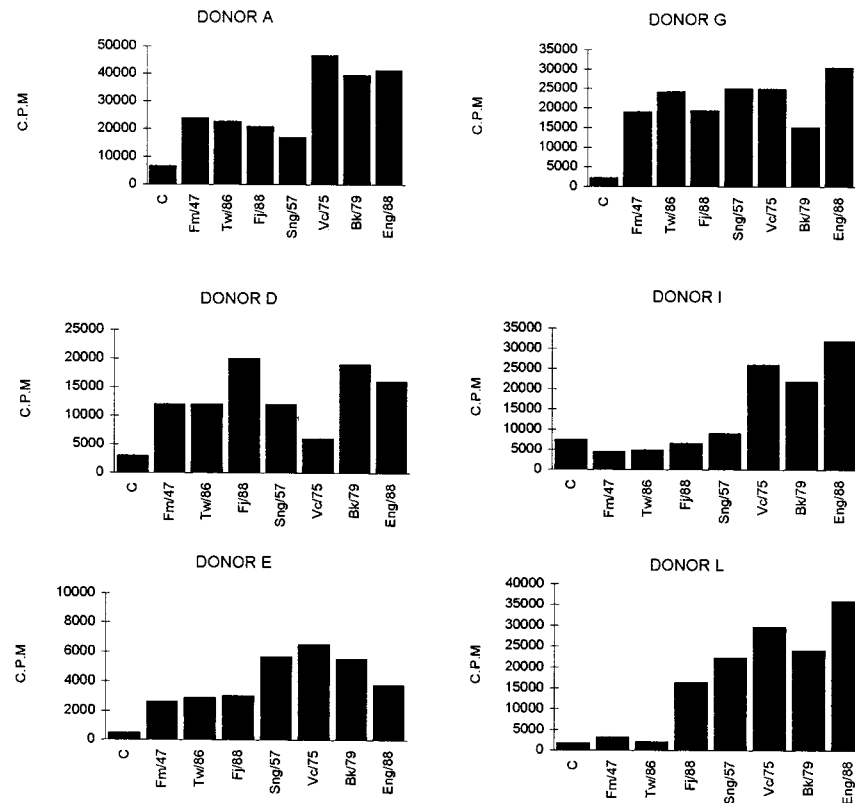 DONOR A
C.P.M
50000
40000
30000
20000
10000
0
C
Fm/47
Tw/86
Fj/88
Sng/57
Vc/75
Bk/79
Eng/88
DONOR G
C.P.M
35000
30000
25000
20000
15000
10000
5000
0
C
Fm/47
Tw/86
Fj/88
Sng/57
Vc/75
Bk/79
Eng/88
DONOR D
C.P.M
25000
20000
15000
10000
5000
0
C
Fm/47
Tw/86
Fj/88
Sng/57
Vc/75
Bk/79
Eng/88
DONOR I
C.P.M
35000
30000
25000
20000
15000
10000
5000
0
C
Fm/47
Tw/86
Fj/88
Sng/57
Vc/75
Bk/79
Eng/88
DONOR E
C.P.M
10000
8000
6000
4000
2000
0
C
Fm/47
Tw/86
Fj/88
Sng/57
Vc/75
Bk/79
Eng/88
DONOR L
C.P.M
40000
35000
30000
25000
20000
15000
10000
5000
0
C
Fm/47
Tw/86
Fj/88
Sng/57
Vc/75
Bk/79
Eng/88